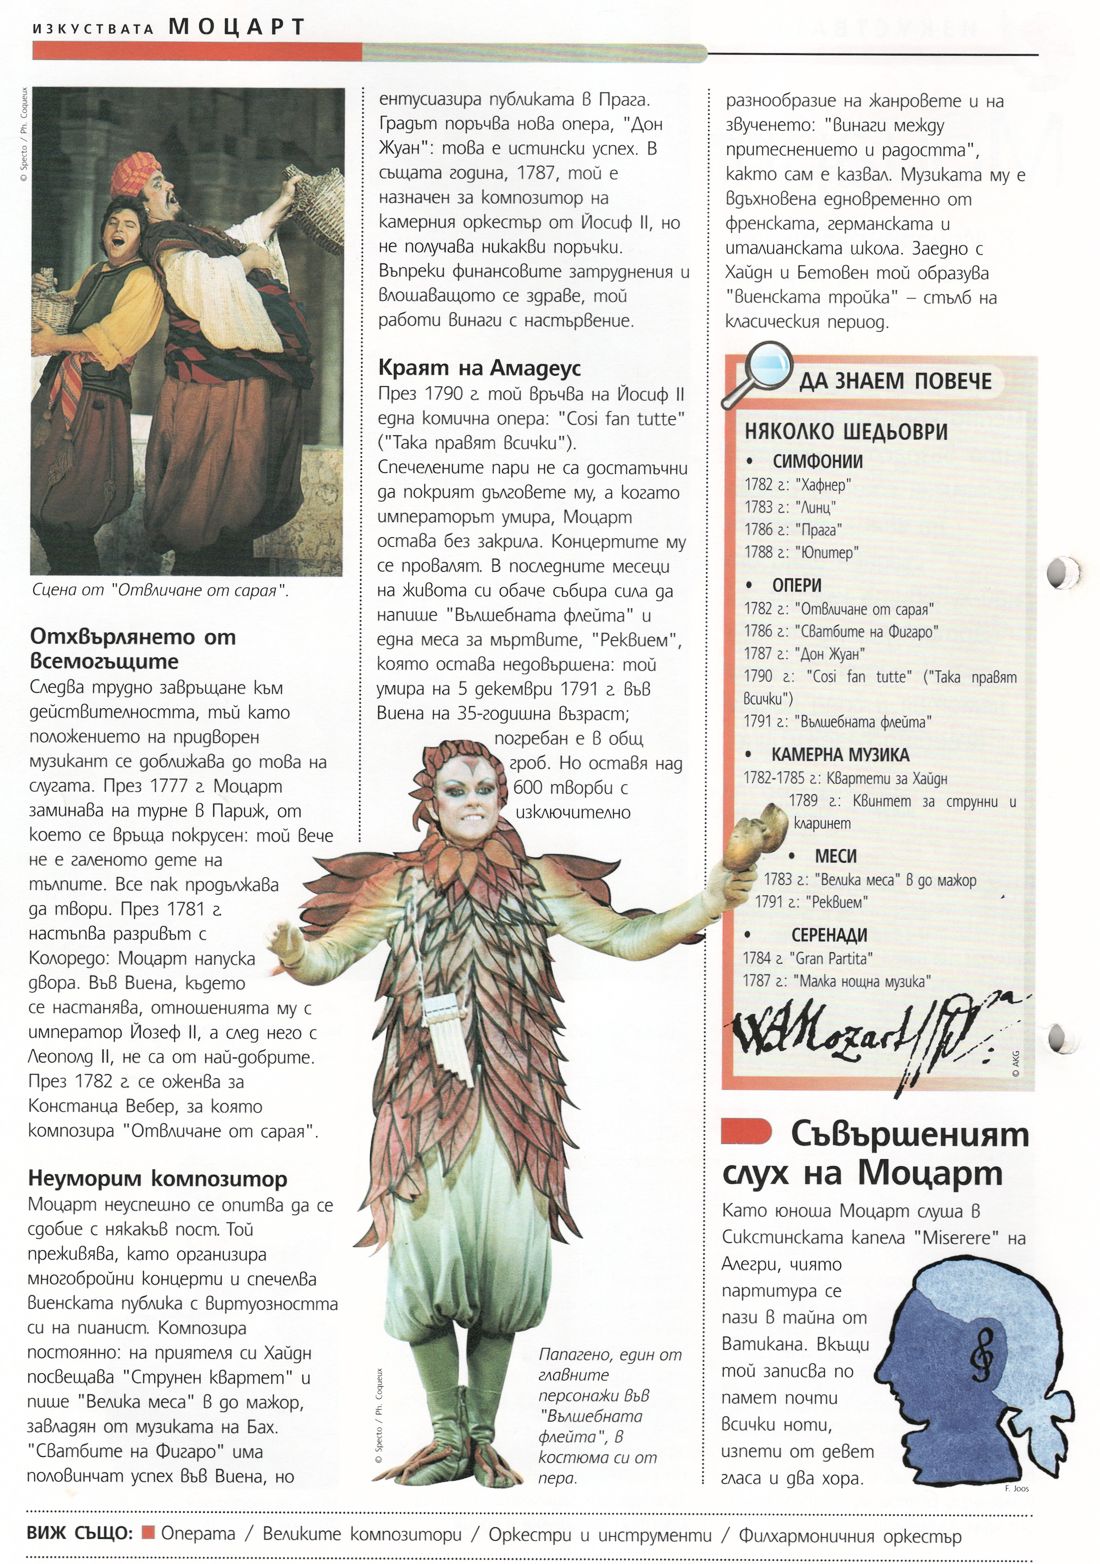 ИЗКУСТВАТА МОЦАРТ
© Specto / Ph. Coqueux
Сцена от "Отвличане от сарая".
Отхвърлянето от
всемогъщите
Следва трудно завръщане към
действителността, тъй като
положението на придворен
музикант се доближава до това на
слугата. През 1777 г. Моцарт
заминава на турне в Париж, от
което се връща покрусен: той вече
не е галеното дете на
тълпите. Все пак продължава
да твори. През 1781 г.
настъпва разривът с
Колоредо: Моцарт напуска
двора. Във Виена, където
се настанява, отношенията му с
император Йозеф II, а след него с
Леополд II, не са от най-добрите.
През 1782 г. се оженва за
Констанца Вебер, за която
композира "Отвличане от сарая".
Неуморим композитор
Моцарт неуспешно се опитва да се
сдобие с някакъв пост. Той
преживява, като организира
многобройни концерти и спечелва
виенската публика с виртуозността
си на пианист. Композира
постоянно: на приятеля си Хайдн
посвещава "Струнен квартет" и
пише "Велика меса" в до мажор,
завладян от музиката на Бах.
"Сватбите на Фигаро" има
половинчат успех във Виена, но
ентусиазира публиката в Прага.
Градът поръчва нова опера, "Дон
Жуан": това е истински успех. В
същата година, 1787, той е
назначен за композитор на
камерния оркестър от Йосиф II, но
не получава никакви поръчки.
Въпреки финансовите затруднения и
влошаващото се здраве, той
работи винаги с настървение.
Краят на Амадеус
През 1790 г. той връчва на Йосиф II
една комична опера: "Cosi fan tutte"
("Така правят всички").
Спечелените пари не са достатъчни
да покрият дълговете му, а когато
императорът умира, Моцарт
остава без закрила. Концертите му
се провалят. В последните месеци
на живота си обаче събира сила да
напише "Вълшебната флейта" и
една меса за мъртвите, "Реквием",
която остава недовършена: той
умира на 5 декември 1791 г. във
Виена на 35-годишна възраст;
погребан е в общ
гроб. Но оставя над
600 творби с
изключително
© Specto / Ph. Coqueux
Папагено, един от
главните
персонажи във
"Вълшебната
флейта", в
костюма си от
пера.
разнообразие на жанровете и на
звученето: "винаги между
притеснението и радостта",
както сам е казвал. Музиката му е
вдъхновена едновременно от
френската, германската и
италианската школа. Заедно с
Хайдн и Бетовен той образува
"виенската тройка" – стълб на
класическия период.
ДА ЗНАЕМ ПОВЕЧЕ
НЯКОЛКО ШЕДЬОВРИ
• СИМФОНИИ
1782 г.: "Хафнер"
1783 г.: "Линц"
1786 г.: "Прага"
1788 г.: "Юпитер"
• ОПЕРИ
1782 г.: "Отвличане от сарая"
1786 г.: "Сватбите на Фигаро"
1787 г.: "Дон Жуан"
1790 г.: "Cosi fan tutte" ("Така правят
всички")
1791 г.: "Вълшебната флейта"
• КАМЕРНА МУЗИКА
1782-1785 г.: Квартети за Хайдн
1789 г.: Квинтет за струнни и
кларинет
• МЕСИ
1783 г.: "Велика меса" в до мажор
1791 г.: "Реквием"
• СЕРЕНАДИ
1784 г. "Gran Partita"
1787 г.: "Малка нощна музика"
WAMozart
© AKG
Съвършеният
слух на Моцарт
Като юноша Моцарт слуша в
Сикстинската капела "Miserere" на
Алегри, чиято
партитура се
пази в тайна от
Ватикана. Вкъщи
той записва по
памет почти
всички ноти,
изпети от девет
гласа и два хора.
F. Joos
ВИЖ СЪЩО: Операта / Великите композитори / Оркестри и инструменти / Филхармоничния оркестър